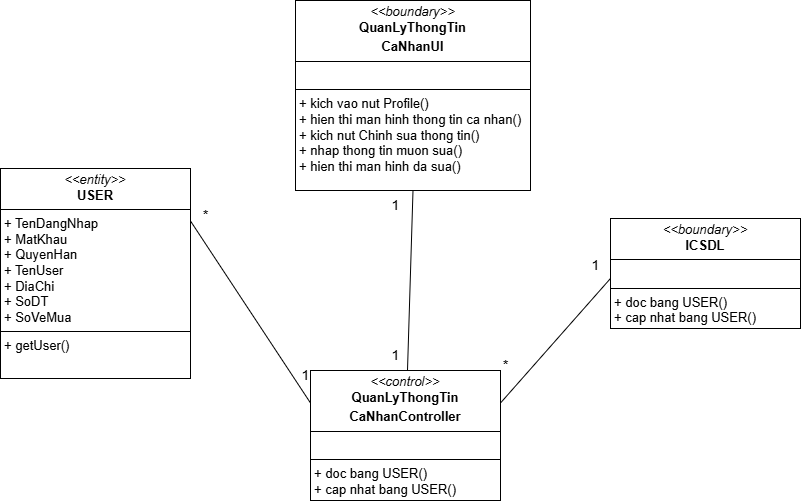 <<boundary>>
QuanLyThongTin
CaNhanUI
+ kich vao nut Profile()
+ hien thi man hinh thong tin ca nhan()
+ kich nut Chinh sua thong tin()
+ nhap thong tin muon sua()
+ hien thi man hinh da sua()
<<entity>>
USER
+ TenDangNhap
+ MatKhau
+ QuyenHan
+ TenUser
+ DiaChi
+ SoDT
+ SoVeMua
+ getUser()
*
1
<<boundary>>
ICSDL
+ doc bang USER()
+ cap nhat bang USER()
1
1
*
1
<<control>>
QuanLyThongTin
CaNhanController
+ doc bang USER()
+ cap nhat bang USER()